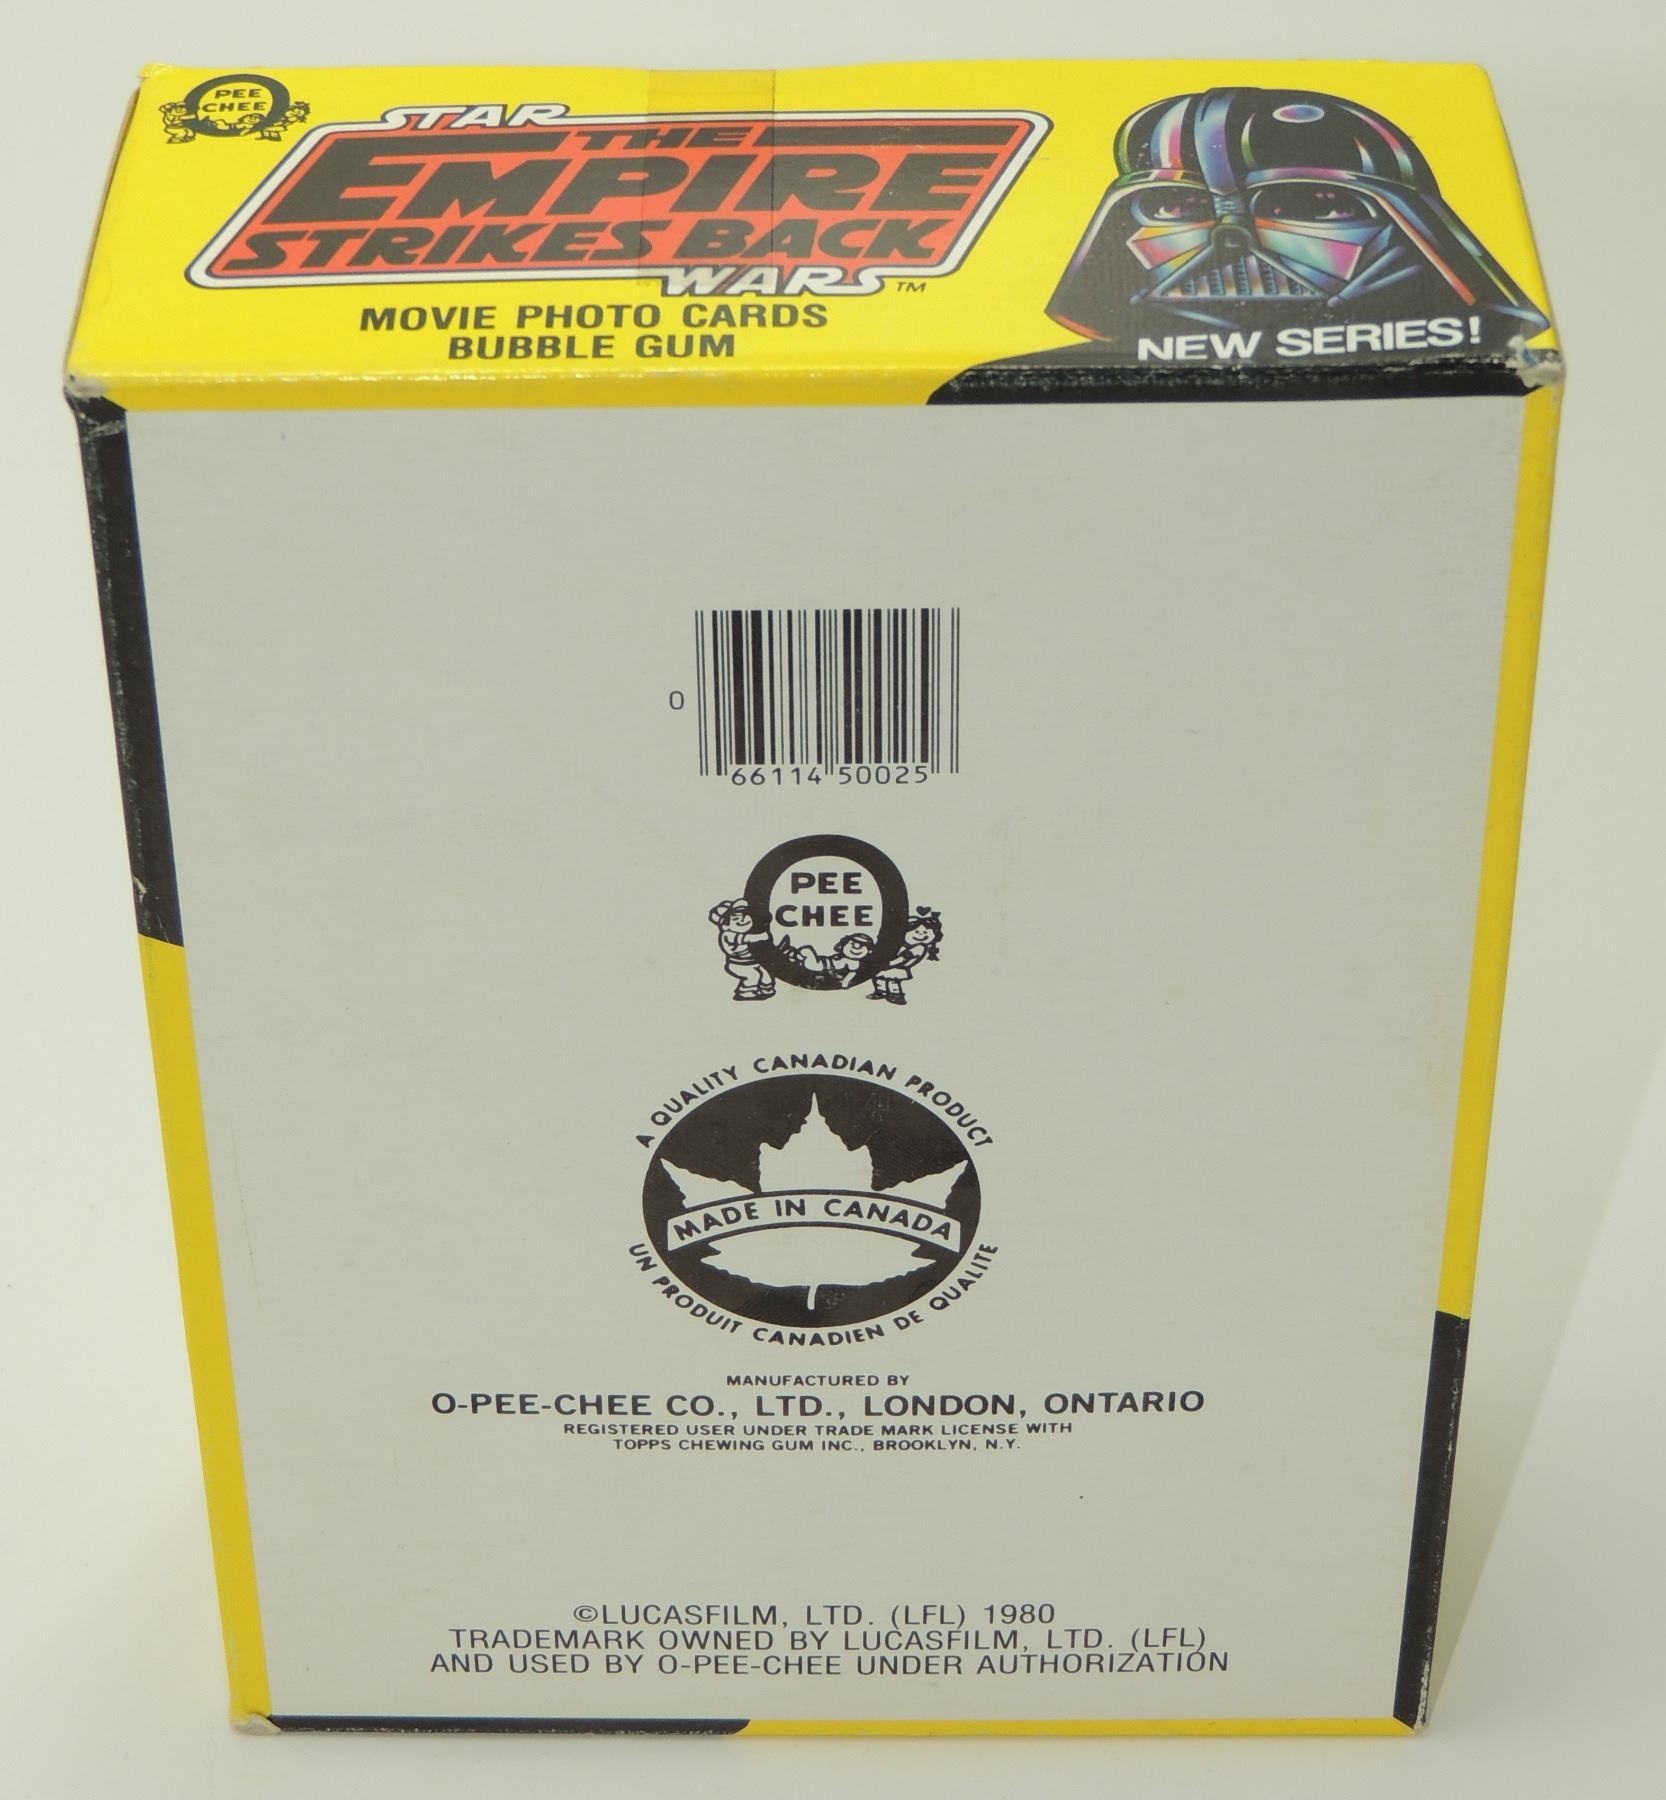 PEE
CHEE
STAR
THE
EMPIRE
STRIKES BACK
WARS TM
MOVIE PHOTO CARDS
BUBBLE GUM
NEW SERIES!
0
66114 50025
PEE
CHEE
A QUALITY CANADIAN PRODUCT
MADE IN CANADA
UN PRODUIT CANADIEN DE QUALITE
MANUFACTURED BY
O-PEE-CHEE CO., LTD., LONDON, ONTARIO
REGISTERED USER UNDER TRADE MARK LICENSE WITH
TOPPS CHEWING GUM INC., BROOKLYN, N.Y.
©LUCASFILM, LTD. (LFL) 1980
TRADEMARK OWNED BY LUCASFILM, LTD. (LFL)
AND USED BY O-PEE-CHEE UNDER AUTHORIZATION